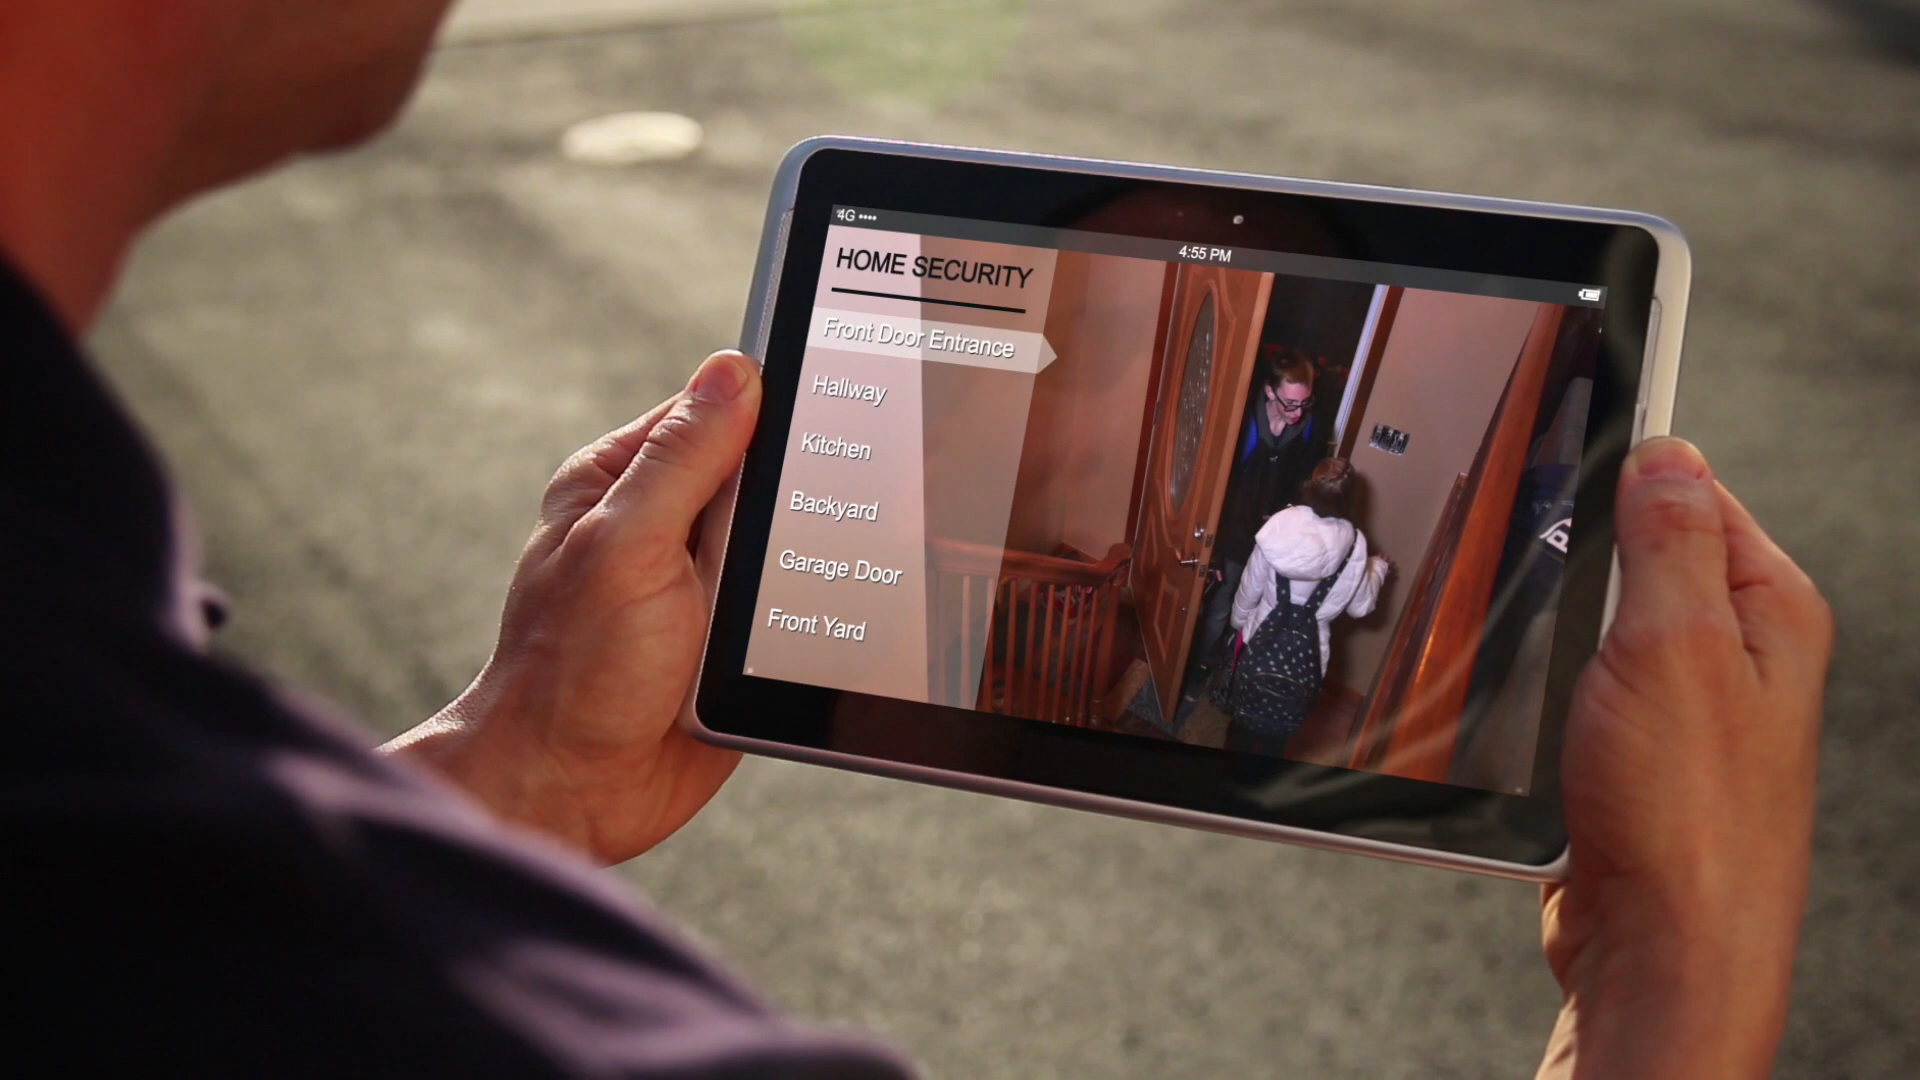 4G
4:55 PM
HOME SECURITY
Front Door Entrance
Hallway
Kitchen
Backyard
Garage Door
Front Yard